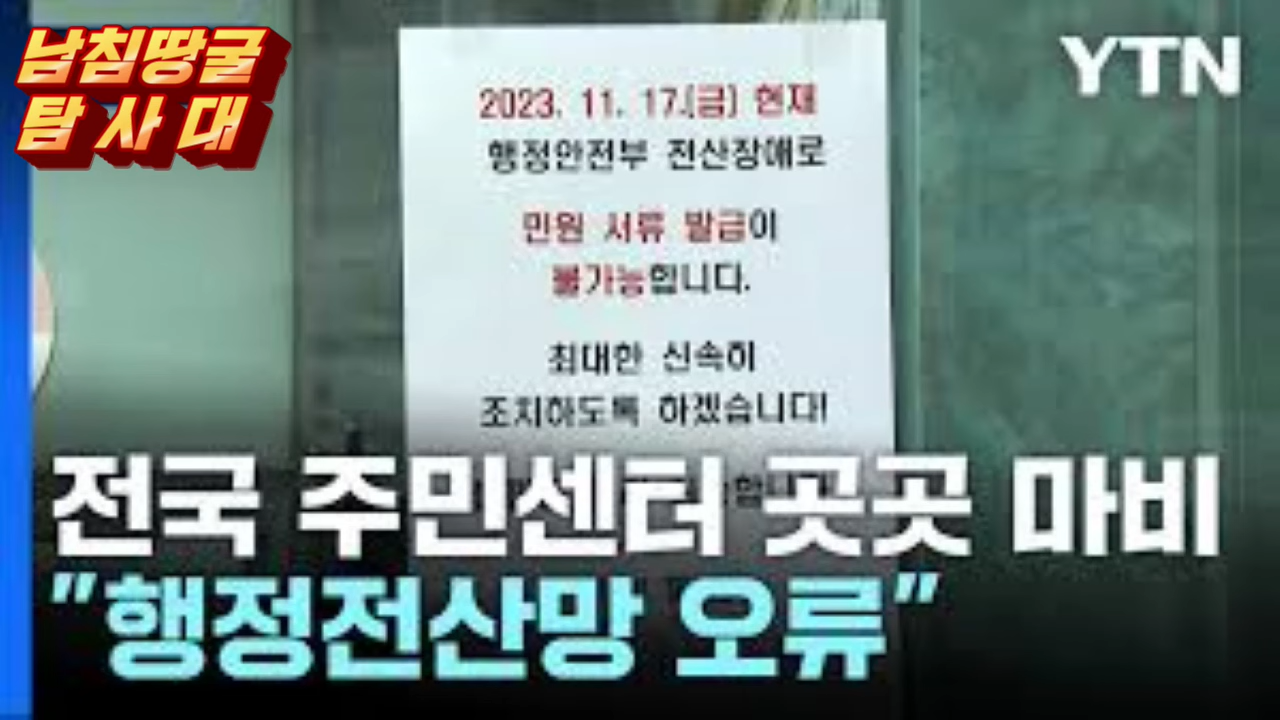 남침땅굴
탐사대
YTN
2023. 11. 17.(금) 현재
행정안전부 전산장애로
민원 서류 발급이
불가능합니다.
최대한 신속히
조치하도록 하겠습니다!
전국 주민센터 곳곳 마비
"행정전산망 오류"